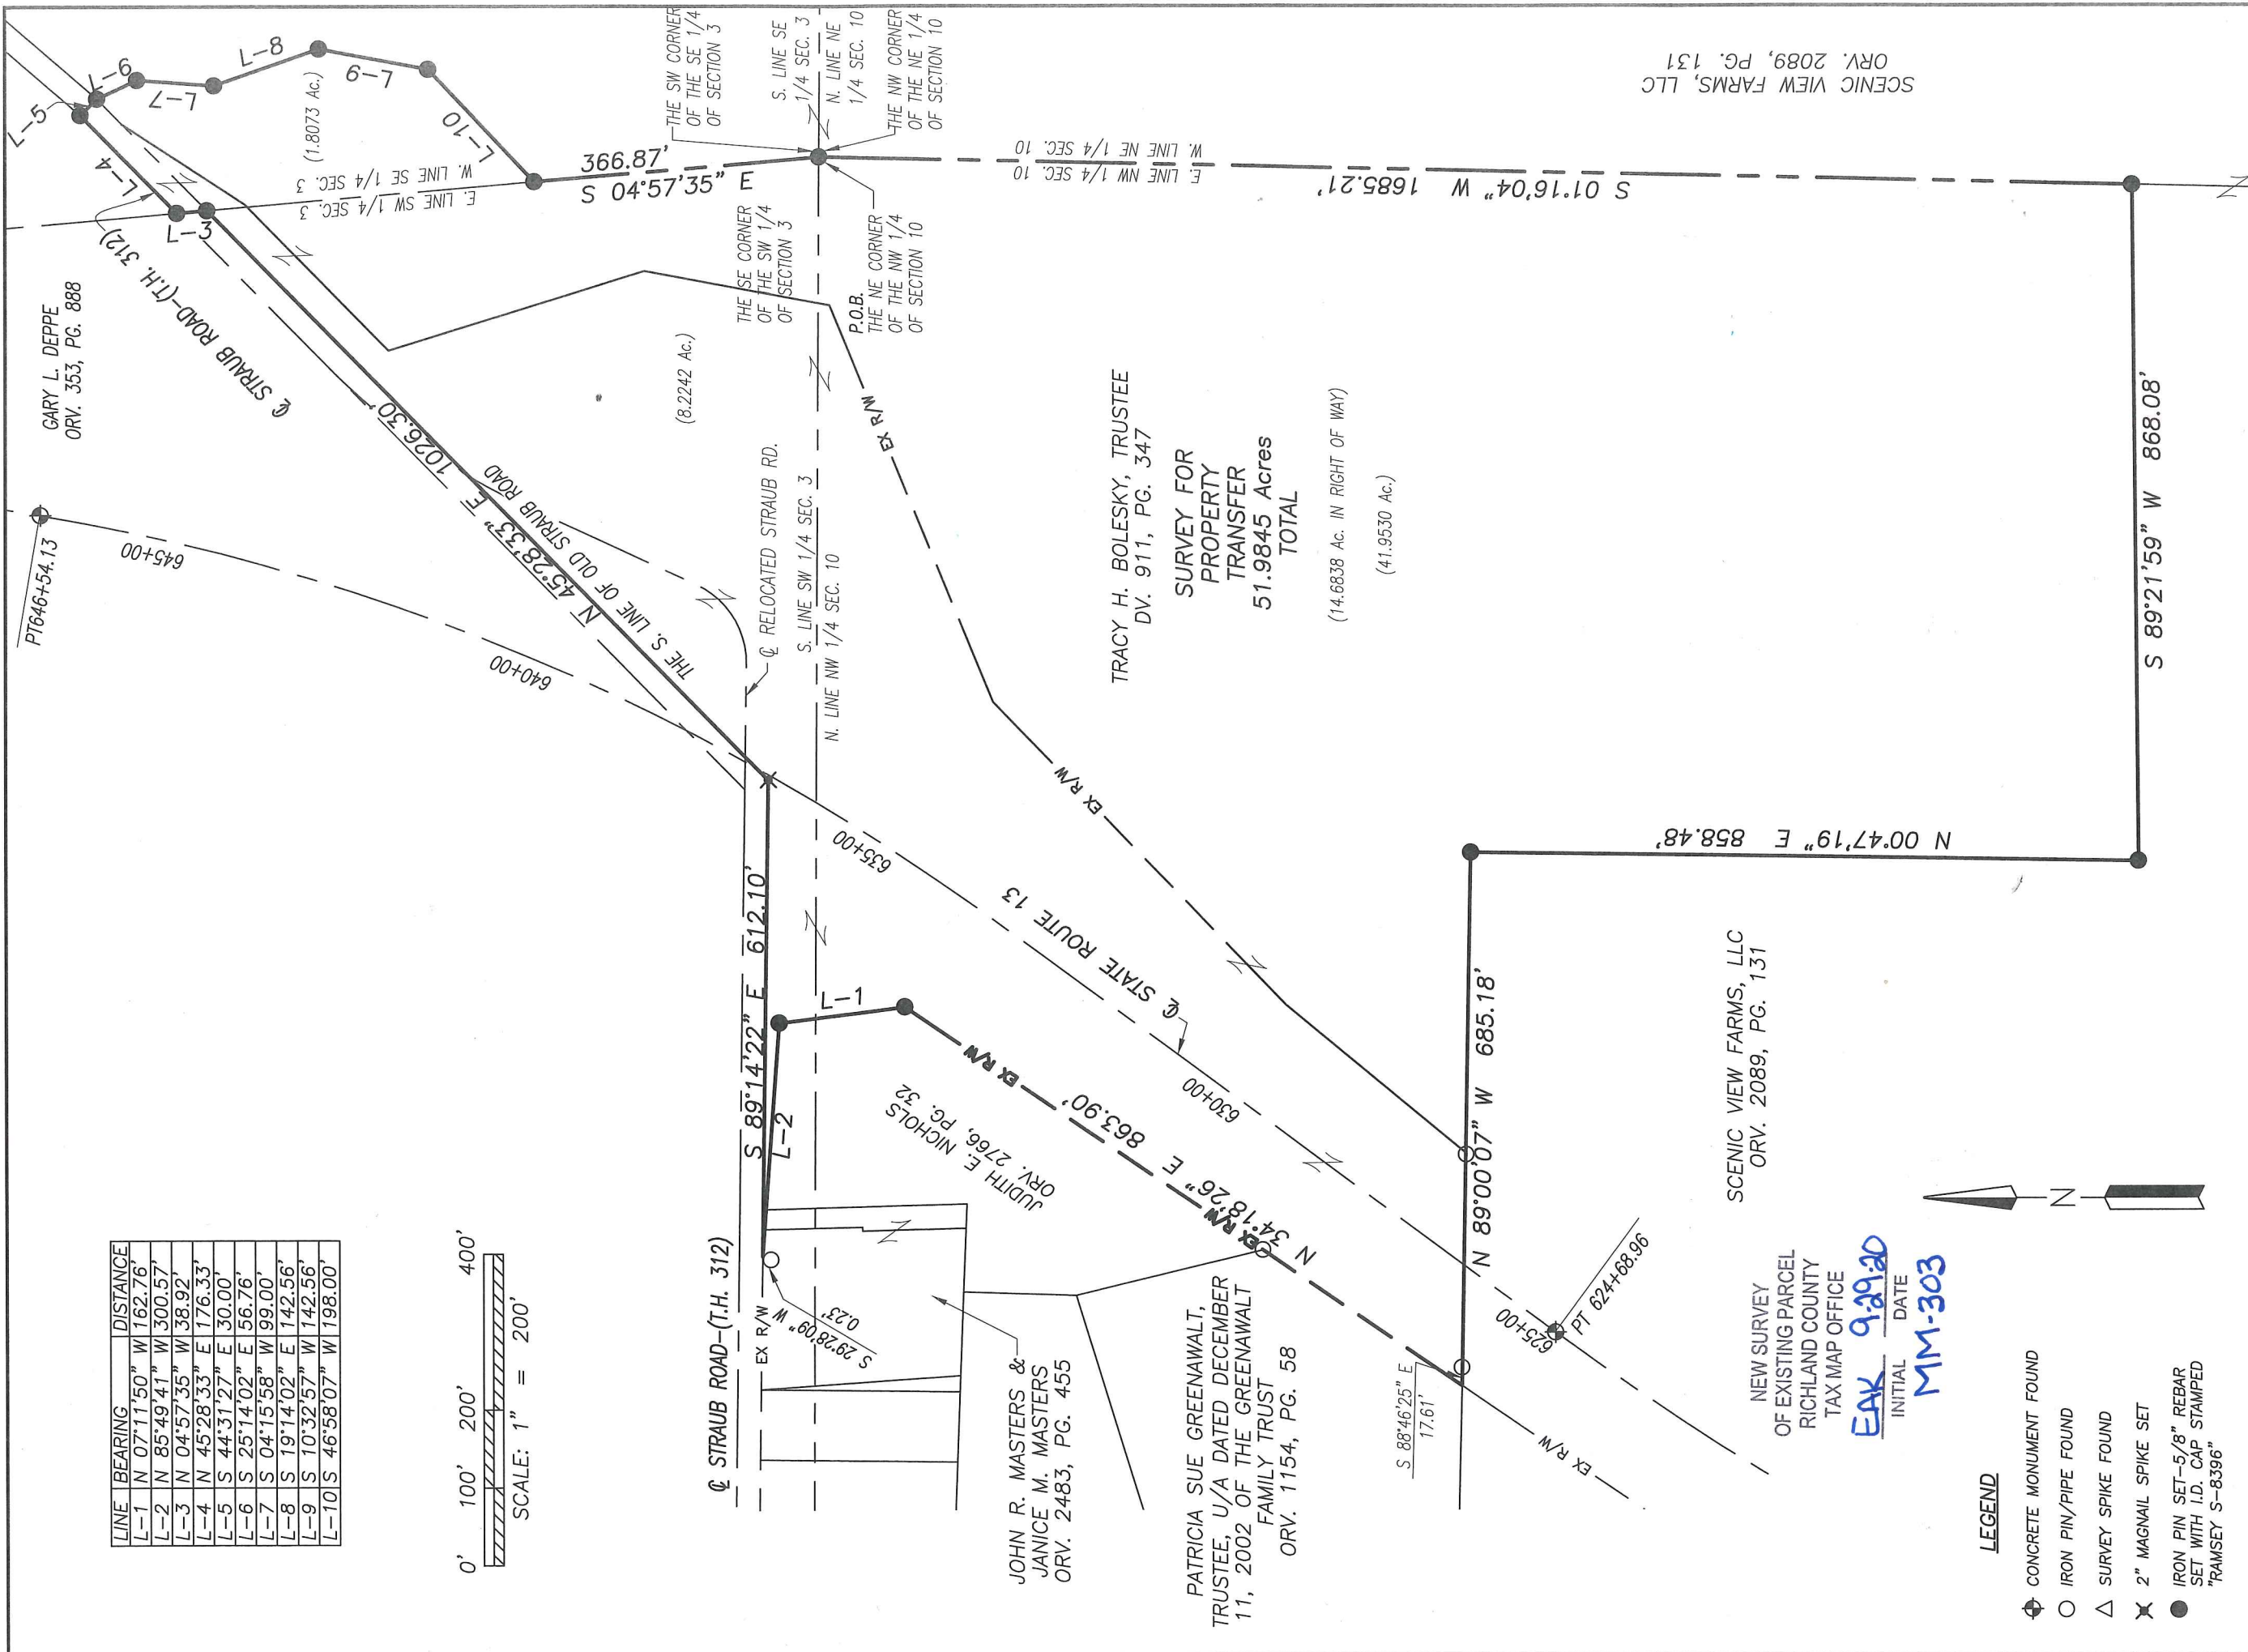 LINE BEARING DISTANCE
L-1 N 07°11'50" W 162.76'
L-2 N 85°49'41" W 300.57'
L-3 N 04°57'35" W 38.92'
L-4 N 45°28'33" E 176.33'
L-5 S 44°31'27" E 30.00'
L-6 S 25°14'02" E 56.76'
L-7 S 04°15'58" W 99.00'
L-8 S 19°14'02" E 142.56'
L-9 S 10°32'57" W 142.56'
L-10 S 46°58'07" W 198.00'
0' 100' 200' 400'
SCALE: 1" = 200'
PT646+54.13
645+00
640+00
635+00
630+00
625+00
PT 624+68.96
GARY L. DEPPE
ORV. 353, PG. 888
℄ STRAUB ROAD-(T.H. 312)
L-3
L-4
L-5
L-6
L-7
L-8
L-9
L-10
(1.8073 Ac.)
E. LINE SW 1/4 SEC. 3
W. LINE SE 1/4 SEC. 3
366.87'
S 04°57'35" E
THE SW CORNER
OF THE SE 1/4
OF SECTION 3
S. LINE SE
1/4 SEC. 3
N. LINE NE
1/4 SEC. 10
THE NW CORNER
OF THE NE 1/4
OF SECTION 10
THE SE CORNER
OF THE SW 1/4
OF SECTION 3
P.O.B.
THE NE CORNER
OF THE NW 1/4
OF SECTION 10
N 45°28'33" E 1026.30'
THE S. LINE OF OLD STRAUB ROAD
(8.2242 Ac.)
℄ RELOCATED STRAUB RD.
S. LINE SW 1/4 SEC. 3
N. LINE NW 1/4 SEC. 10
EX R/W
EX R/W
E. LINE NW 1/4 SEC. 10
W. LINE NE 1/4 SEC. 10
S 01°16'04" W 1685.21'
SCENIC VIEW FARMS, LLC
ORV. 2089, PG. 131
TRACY H. BOLESKY, TRUSTEE
DV. 911, PG. 347
SURVEY FOR
PROPERTY
TRANSFER
51.9845 Acres
TOTAL
(14.6838 Ac. IN RIGHT OF WAY)
(41.9530 Ac.)
S 89°21'59" W 868.08'
N 00°47'19" E 858.48'
N 89°00'07" W 685.18'
℄ STATE ROUTE 13
S 89°14'22" E 612.10'
L-1
L-2
℄ STRAUB ROAD-(T.H. 312)
EX R/W
S 29°28'09" W
0.23'
JUDITH E. NICHOLS
ORV. 2766, PG. 32
EX R/W
EX R/W
N 34°18'26" E 863.90'
JOHN R. MASTERS &
JANICE M. MASTERS
ORV. 2483, PG. 455
PATRICIA SUE GREENAWALT,
TRUSTEE, U/A DATED DECEMBER
11, 2002 OF THE GREENAWALT
FAMILY TRUST
ORV. 1154, PG. 58
S 88°46'25" E
17.61'
EX R/W
SCENIC VIEW FARMS, LLC
ORV. 2089, PG. 131
N
NEW SURVEY
OF EXISTING PARCEL
RICHLAND COUNTY
TAX MAP OFFICE
EAK 9-29-20
INITIAL DATE
MM-303
LEGEND
CONCRETE MONUMENT FOUND
IRON PIN/PIPE FOUND
SURVEY SPIKE FOUND
2" MAGNAIL SPIKE SET
IRON PIN SET-5/8" REBAR
SET WITH I.D. CAP STAMPED
"RAMSEY S-8396"